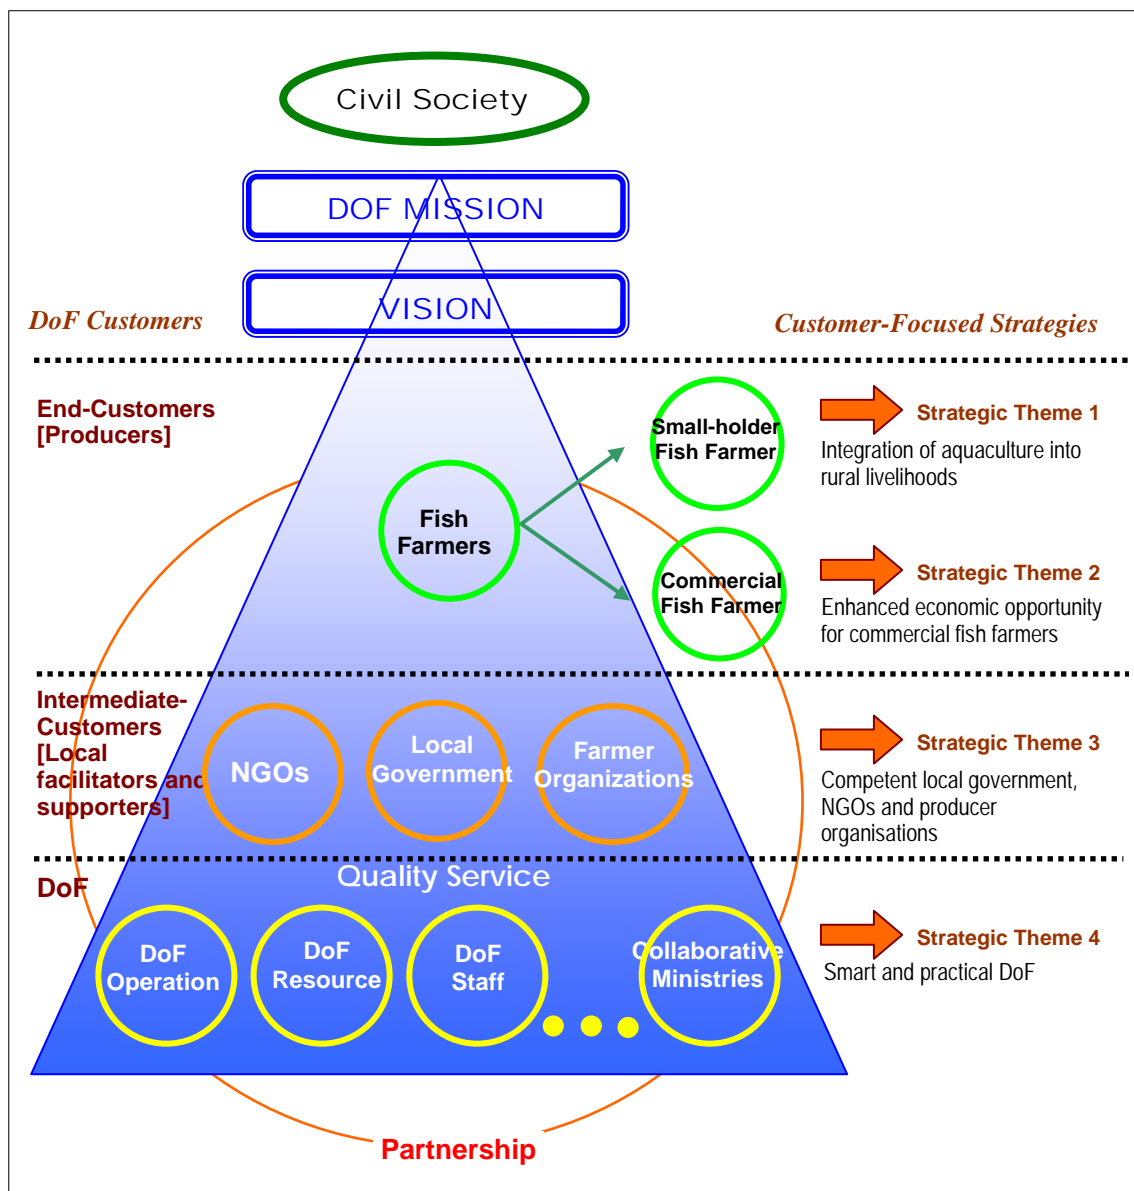 Civil Society
DOF MISSION
VISION
DoF Customers
Customer-Focused Strategies
End-Customers
[Producers]
Fish
Farmers
Small-holder
Fish Farmer
Strategic Theme 1
Integration of aquaculture into
rural livelihoods
Commercial
Fish Farmer
Strategic Theme 2
Enhanced economic opportunity
for commercial fish farmers
Intermediate-
Customers
[Local
facilitators and
supporters]
NGOs
Local
Government
Farmer
Organizations
Strategic Theme 3
Competent local government,
NGOs and producer
organisations
DoF
Quality Service
DoF
Operation
DoF
Resource
DoF
Staff
Collaborative
Ministries
Strategic Theme 4
Smart and practical DoF
Partnership